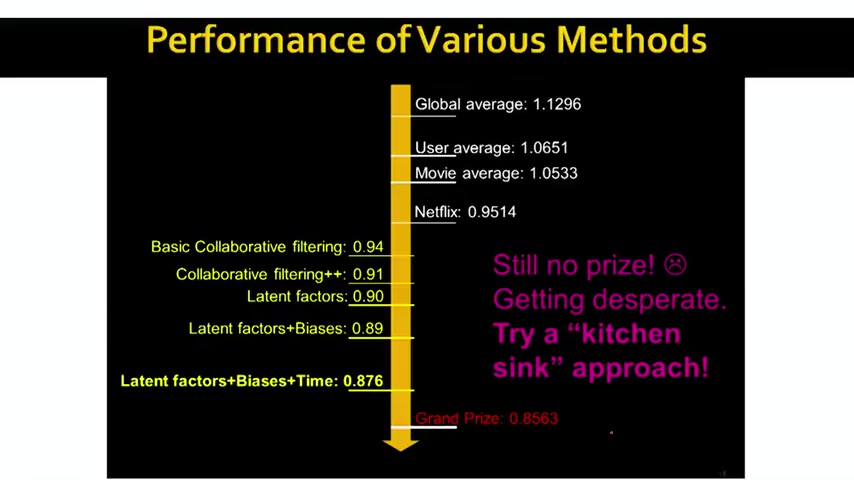 Performance of Various Methods
Global average: 1.1296
User average: 1.0651
Movie average: 1.0533
Netflix: 0.9514
Basic Collaborative filtering: 0.94
Collaborative filtering++: 0.91
Latent factors: 0.90
Latent factors+Biases: 0.89
Latent factors+Biases+Time: 0.876
Still no prize! ☹
Getting desperate.
Try a “kitchen
sink” approach!
Grand Prize: 0.8563